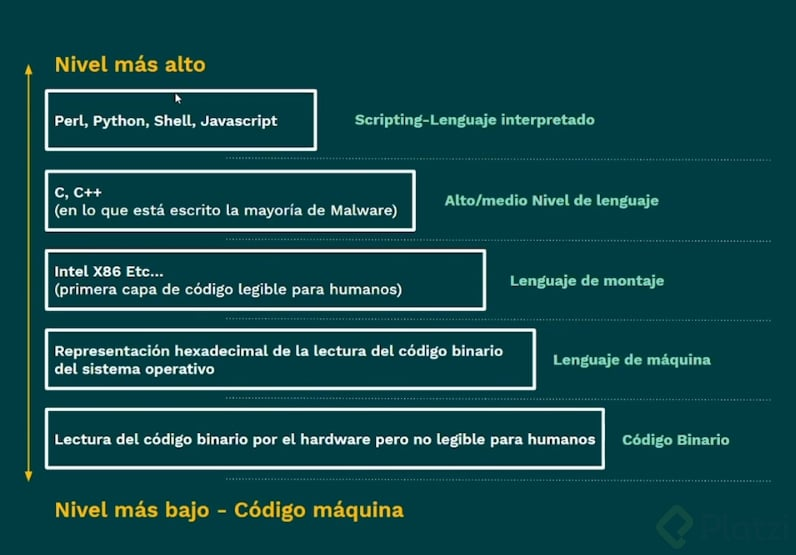 Nivel más alto
Perl, Python, Shell, Javascript
Scripting-Lenguaje interpretado
C, C++
(en lo que está escrito la mayoría de Malware)
Alto/medio Nivel de lenguaje
Intel X86 Etc...
(primera capa de código legible para humanos)
Lenguaje de montaje
Representación hexadecimal de la lectura del código binario
del sistema operativo
Lenguaje de máquina
Lectura del código binario por el hardware pero no legible para humanos
Código Binario
Nivel más bajo - Código máquina
Platzi